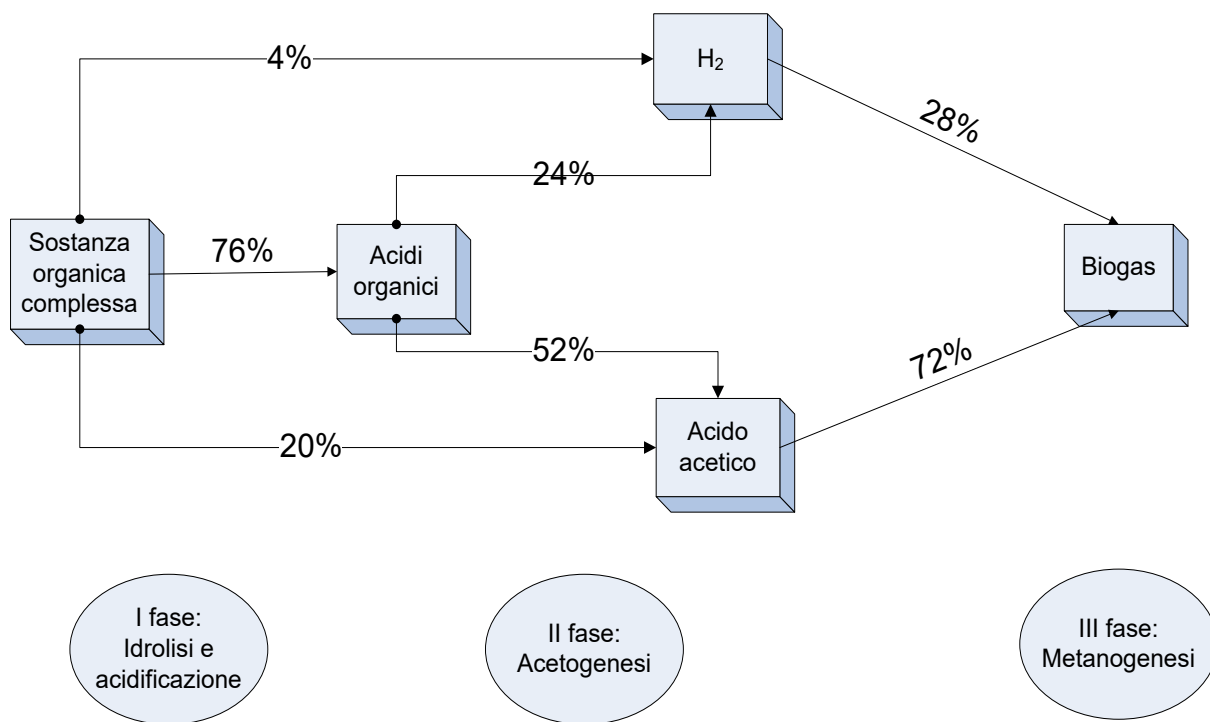 4%
H₂
28%
24%
Sostanza
organica
complessa
76%
Acidi
organici
Biogas
52%
72%
20%
Acido
acetico
I fase:
Idrolisi e
acidificazione
II fase:
Acetogenesi
III fase:
Metanogenesi